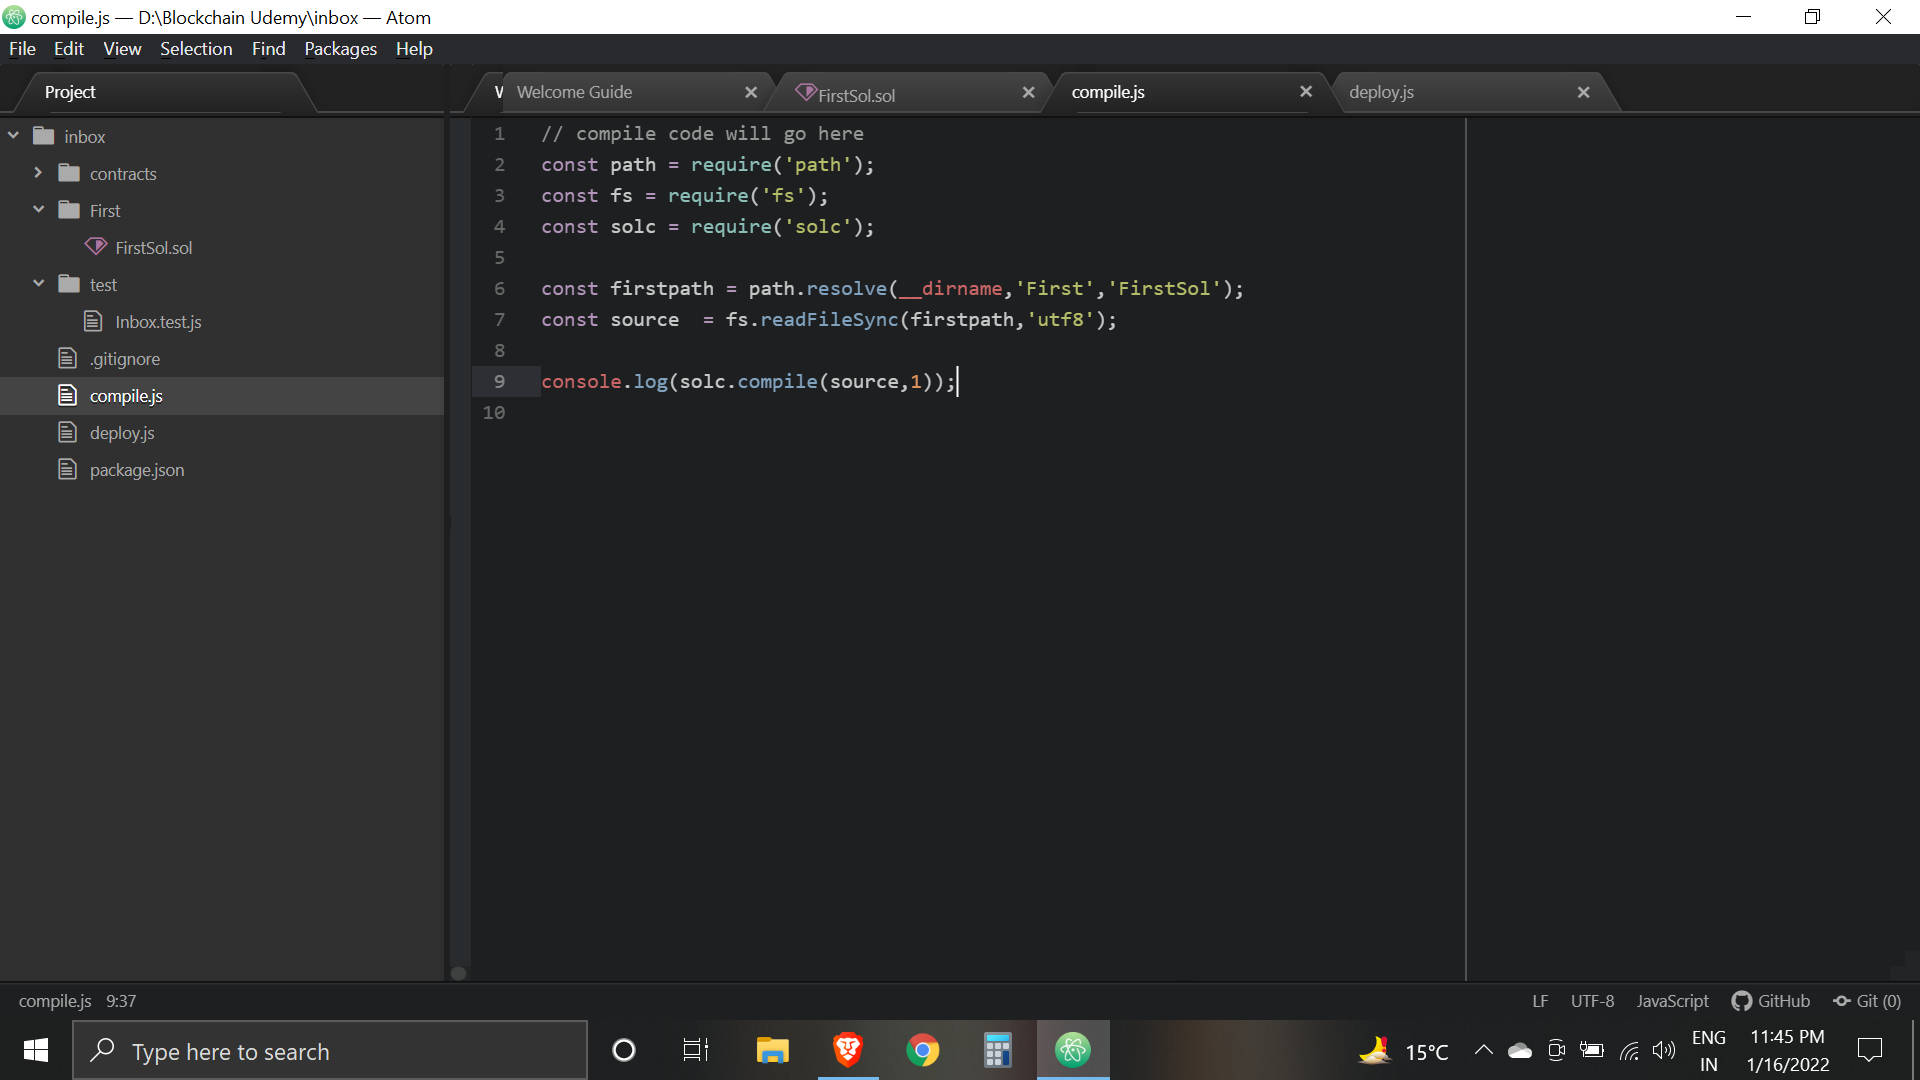 compile.js — D:\Blockchain Udemy\inbox — Atom
File Edit View Selection Find Packages Help
Project
Welcome Guide
FirstSol.sol
compile.js
deploy.js
inbox
contracts
First
FirstSol.sol
test
Inbox.test.js
.gitignore
compile.js
deploy.js
package.json
1 // compile code will go here
2 const path = require('path');
3 const fs = require('fs');
4 const solc = require('solc');
5
6 const firstpath = path.resolve(__dirname,'First','FirstSol');
7 const source  = fs.readFileSync(firstpath,'utf8');
8
9 console.log(solc.compile(source,1));
10
compile.js 9:37
LF UTF-8 JavaScript GitHub Git (0)
Type here to search
15°C
ENG
IN
11:45 PM
1/16/2022